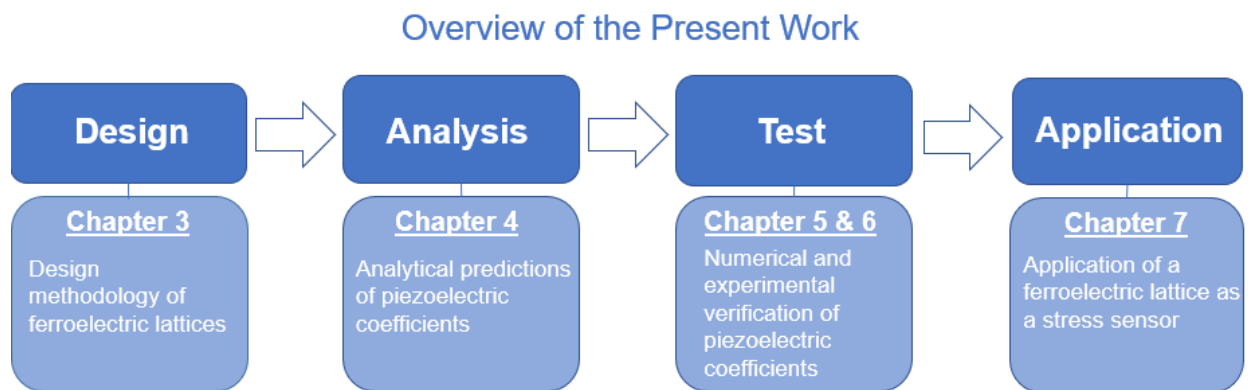 Overview of the Present Work
Design
Analysis
Test
Application
Chapter 3
Design
methodology of
ferroelectric lattices
Chapter 4
Analytical predictions
of piezoelectric
coefficients
Chapter 5 & 6
Numerical and
experimental
verification of
piezoelectric
coefficients
Chapter 7
Application of a
ferroelectric lattice as
a stress sensor